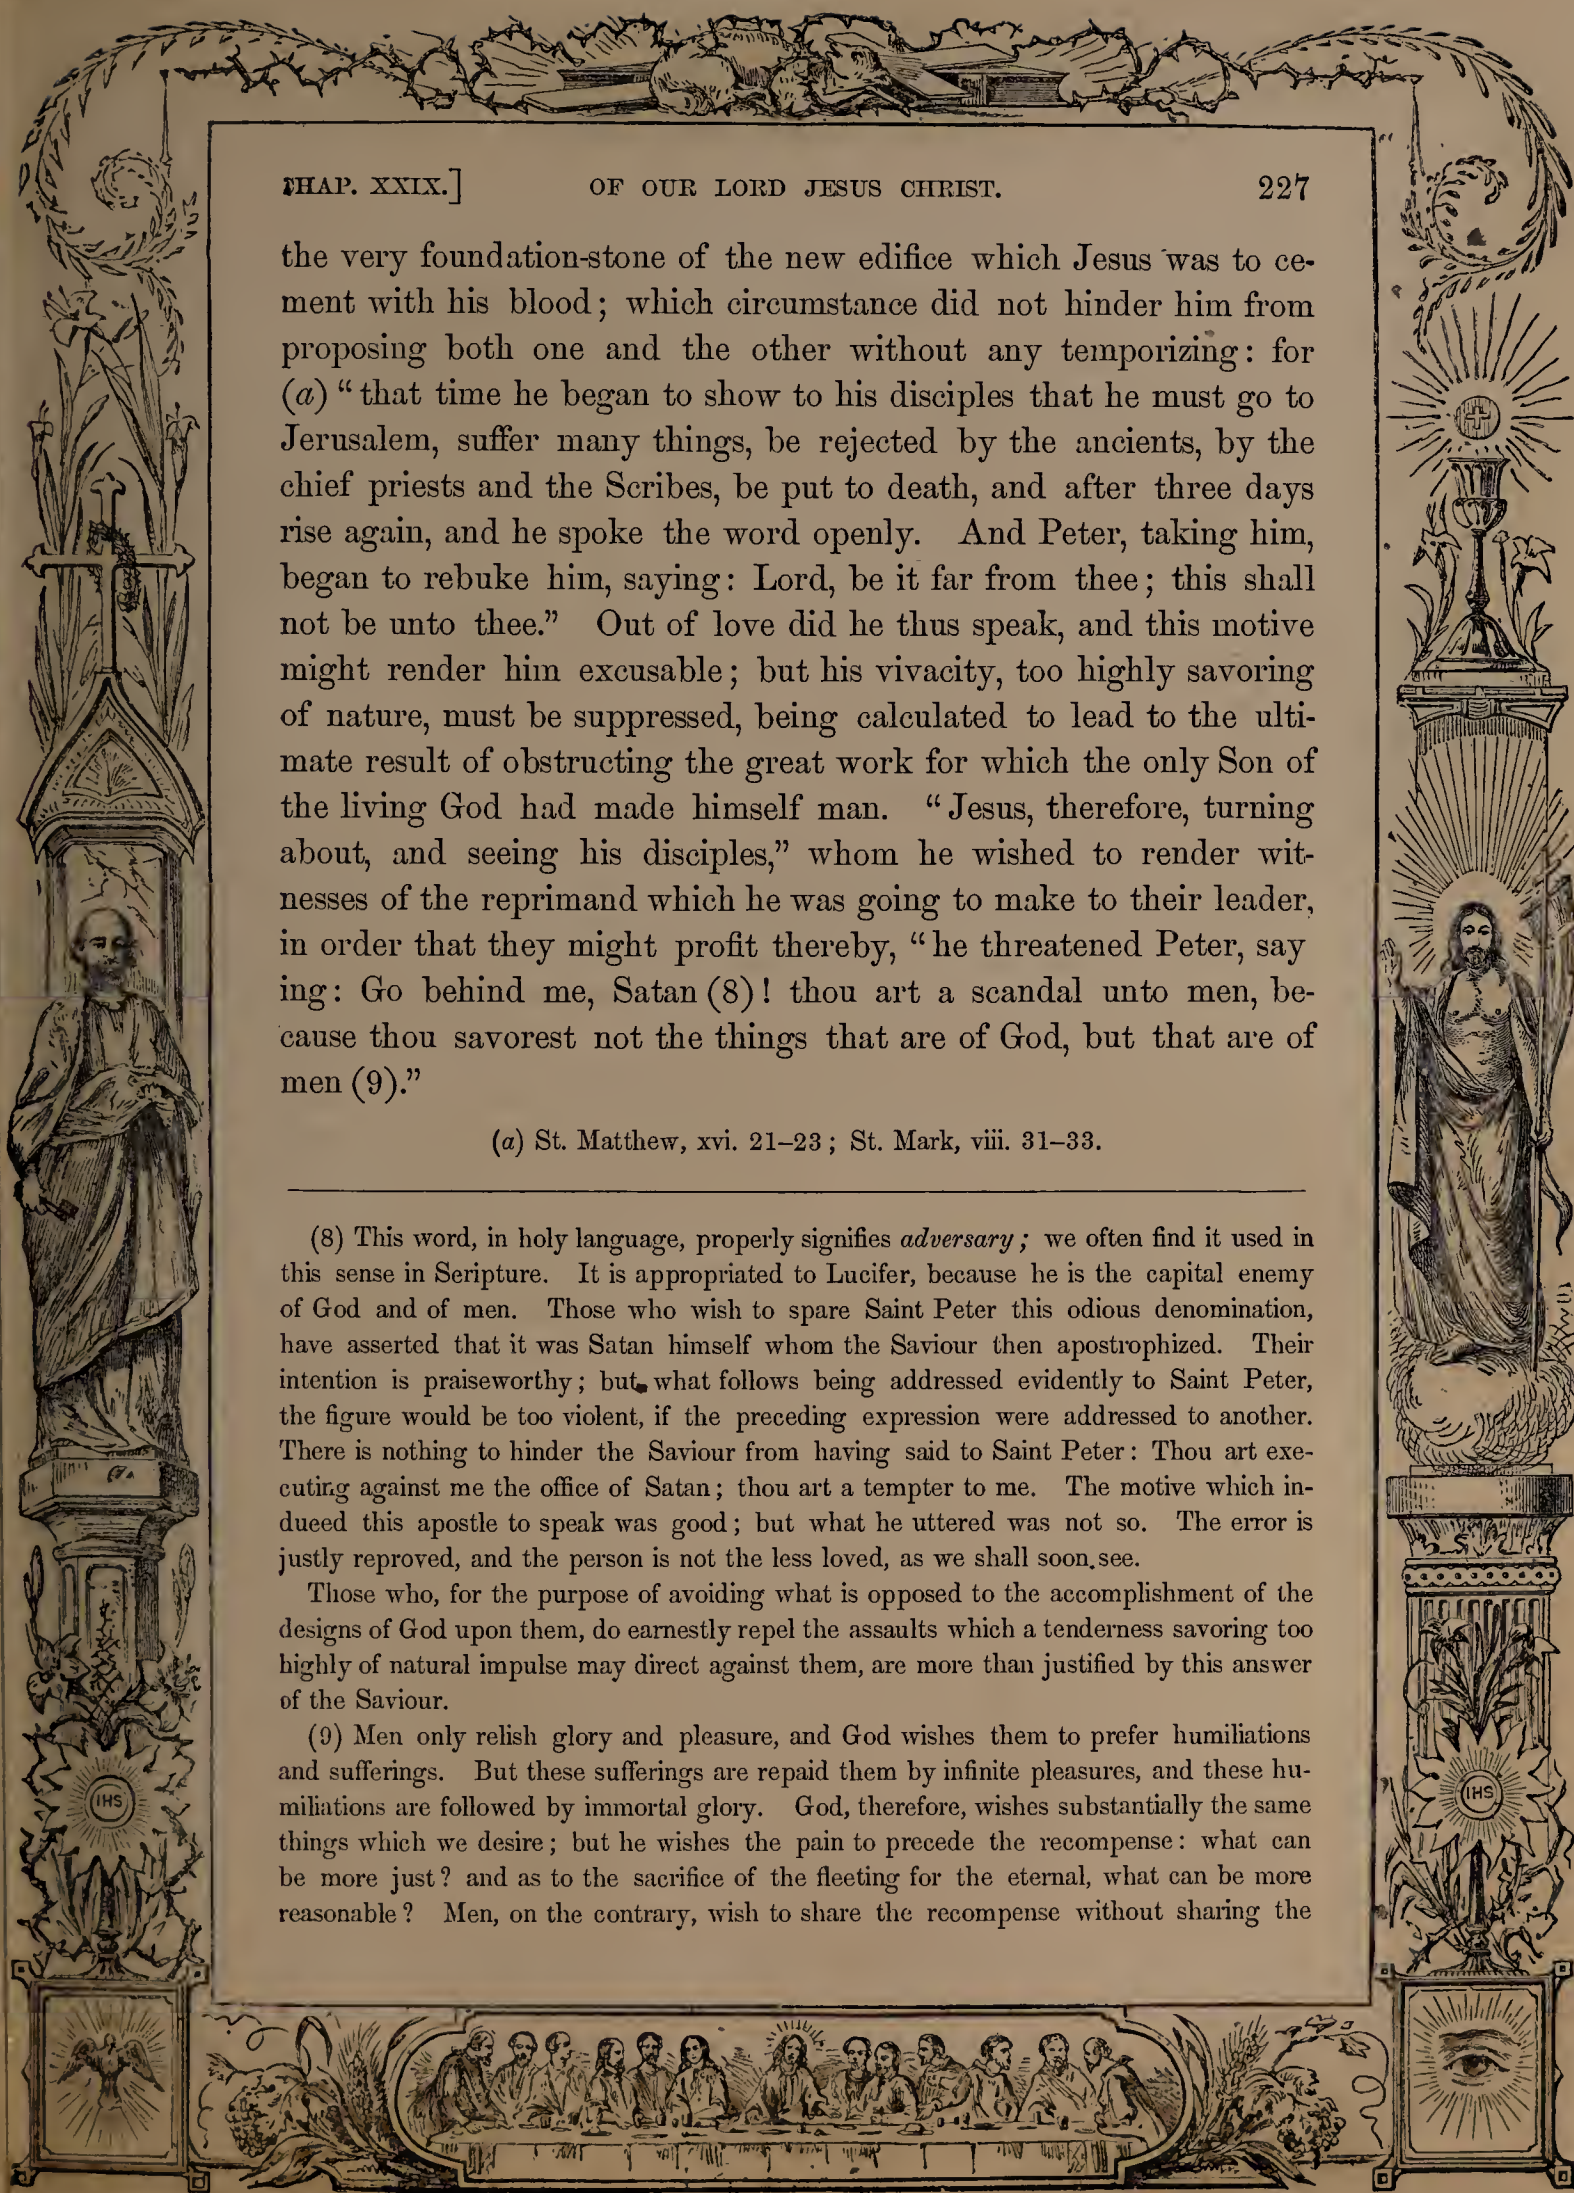 CHAP. XXIX.] OF OUR LORD JESUS CHRIST. 227
the very foundation-stone of the new edifice which Jesus was to ce-
ment with his blood; which circumstance did not hinder him from
proposing both one and the other without any temporizing: for
(a) “that time he began to show to his disciples that he must go to
Jerusalem, suffer many things, be rejected by the ancients, by the
chief priests and the Scribes, be put to death, and after three days
rise again, and he spoke the word openly. And Peter, taking him,
began to rebuke him, saying: Lord, be it far from thee; this shall
not be unto thee.” Out of love did he thus speak, and this motive
might render him excusable; but his vivacity, too highly savoring
of nature, must be suppressed, being calculated to lead to the ulti-
mate result of obstructing the great work for which the only Son of
the living God had made himself man. “Jesus, therefore, turning
about, and seeing his disciples,” whom he wished to render wit-
nesses of the reprimand which he was going to make to their leader,
in order that they might profit thereby, “he threatened Peter, say
ing: Go behind me, Satan (8)! thou art a scandal unto men, be-
cause thou savorest not the things that are of God, but that are of
men (9).”
(a) St. Matthew, xvi. 21–23; St. Mark, viii. 31–33.
(8) This word, in holy language, properly signifies adversary; we often find it used in
this sense in Scripture. It is appropriated to Lucifer, because he is the capital enemy
of God and of men. Those who wish to spare Saint Peter this odious denomination,
have asserted that it was Satan himself whom the Saviour then apostrophized. Their
intention is praiseworthy; but what follows being addressed evidently to Saint Peter,
the figure would be too violent, if the preceding expression were addressed to another.
There is nothing to hinder the Saviour from having said to Saint Peter: Thou art exe-
cuting against me the office of Satan; thou art a tempter to me. The motive which in-
duced this apostle to speak was good; but what he uttered was not so. The error is
justly reproved, and the person is not the less loved, as we shall soon see.
Those who, for the purpose of avoiding what is opposed to the accomplishment of the
designs of God upon them, do earnestly repel the assaults which a tenderness savoring too
highly of natural impulse may direct against them, are more than justified by this answer
of the Saviour.
(9) Men only relish glory and pleasure, and God wishes them to prefer humiliations
and sufferings. But these sufferings are repaid them by infinite pleasures, and these hu-
miliations are followed by immortal glory. God, therefore, wishes substantially the same
things which we desire; but he wishes the pain to precede the recompense: what can
be more just? and as to the sacrifice of the fleeting for the eternal, what can be more
reasonable? Men, on the contrary, wish to share the recompense without sharing the
IHS
IHS